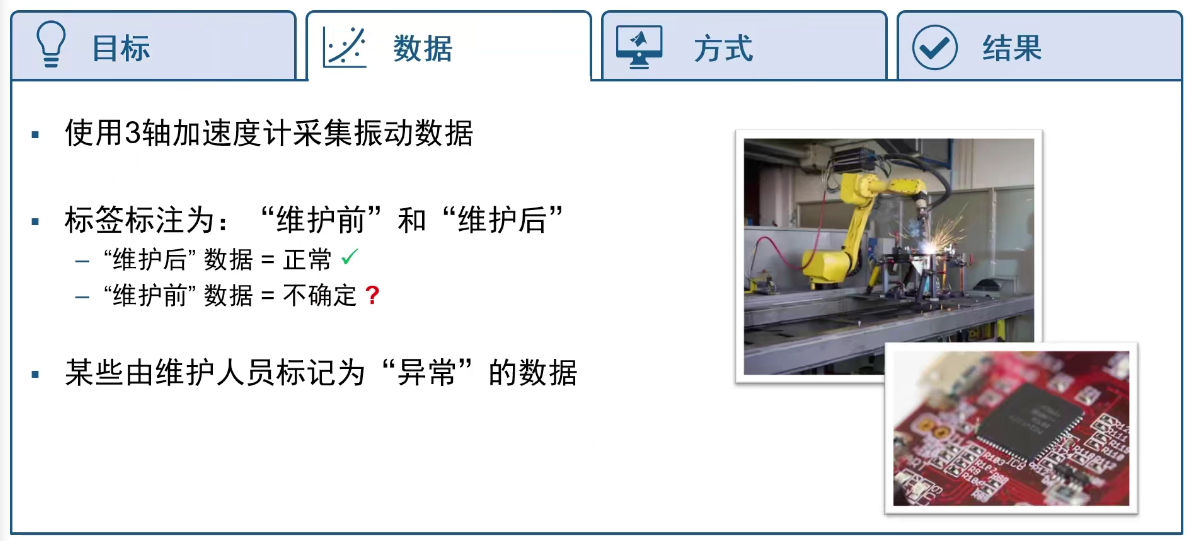 目标
数据
方式
结果
▪ 使用3轴加速度计采集振动数据
▪ 标签标注为：“维护前”和“维护后”
– “维护后” 数据 = 正常 ✓
– “维护前” 数据 = 不确定 ?
▪ 某些由维护人员标记为“异常”的数据
R103
R102